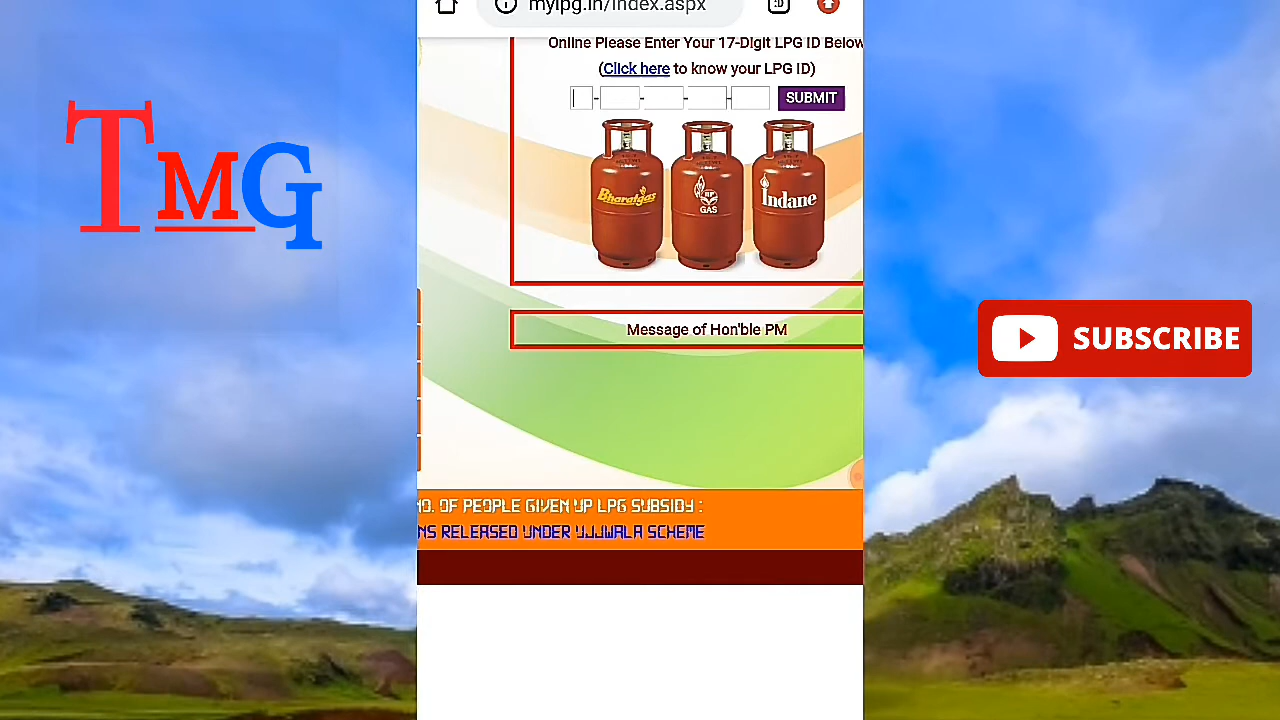 mylpg.in/index.aspx
:D
Online Please Enter Your 17-Digit LPG ID Below
(Click here to know your LPG ID)
- - - - SUBMIT
Bharatgas
BP
GAS
Indane
TMG
SUBSCRIBE
Message of Hon'ble PM
NO. OF PEOPLE GIVEN UP LPG SUBSIDY :
NS RELEASED UNDER UJJWALA SCHEME